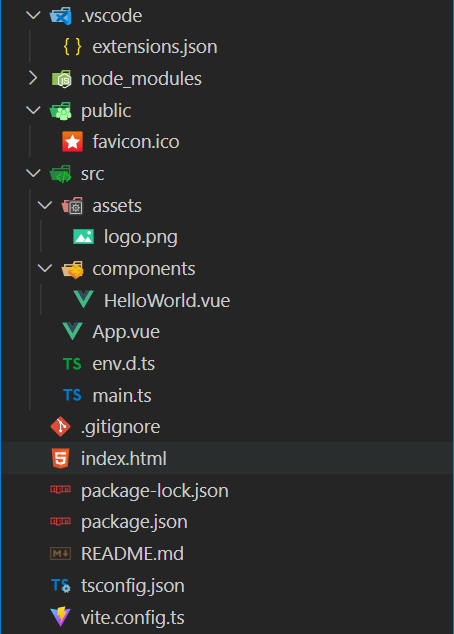 .vscode
{ } extensions.json
node_modules
public
favicon.ico
src
assets
logo.png
components
HelloWorld.vue
App.vue
TS env.d.ts
TS main.ts
.gitignore
index.html
package-lock.json
package.json
README.md
TS tsconfig.json
vite.config.ts